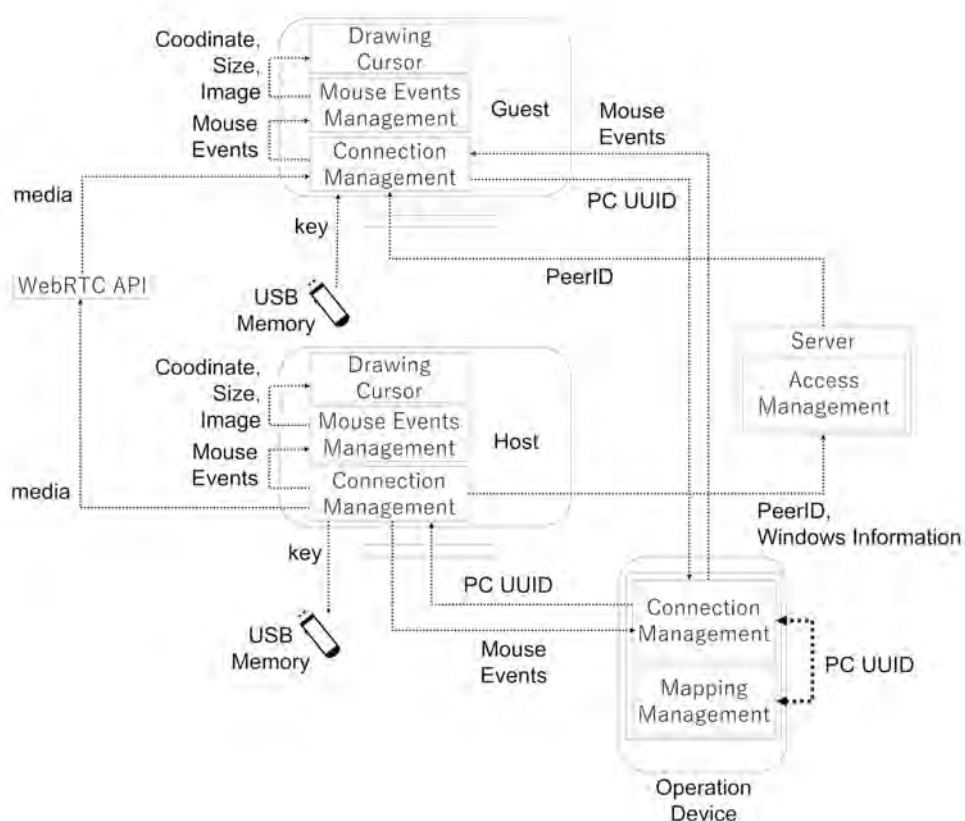 Coodinate,
Size,
Image
Drawing
Cursor
Mouse Events
Management
Guest
Mouse
Events
Connection
Management
Mouse
Events
media
PC UUID
key
PeerID
WebRTC API
USB
Memory
Server
Access
Management
Coodinate,
Size,
Image
Drawing
Cursor
Mouse Events
Management
Host
Mouse
Events
Connection
Management
media
PeerID,
Windows Information
key
PC UUID
USB
Memory
Mouse
Events
Connection
Management
PC UUID
Mapping
Management
Operation
Device